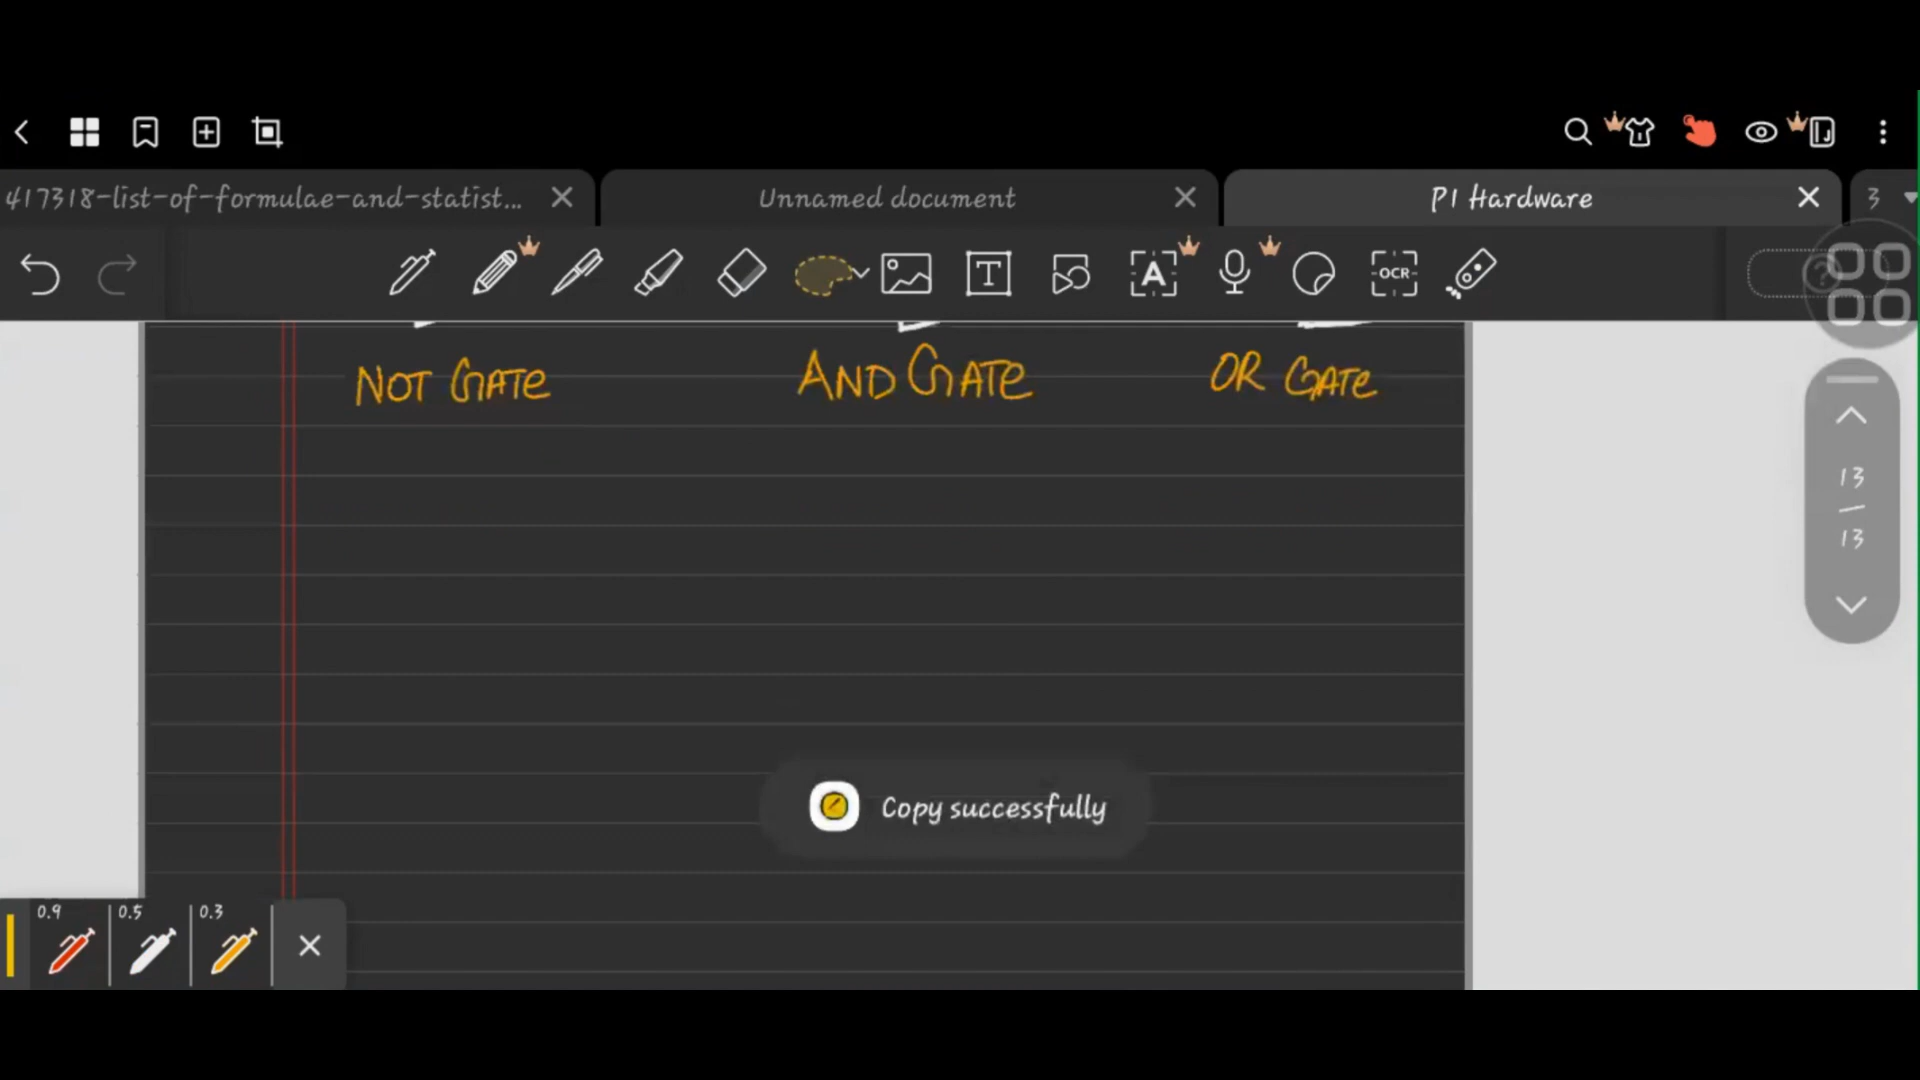 417318-list-of-formulae-and-statist...
Unnamed document
P1 Hardware
3
T
A
OCR
?
NOT GATE
AND GATE
OR GATE
13
13
Copy successfully
0.9
0.5
0.3